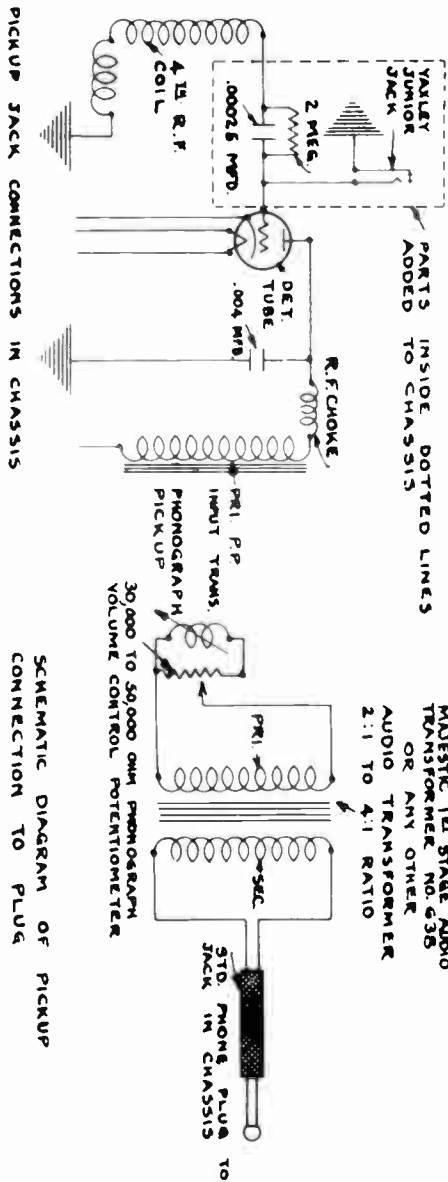 PARTS INSIDE DOTTED LINES
ADDED TO CHASSIS
YAXLEY
JUNIOR
JACK
2 MEG.
.00025 MFD.
4TH R.F.
COIL
DET.
TUBE
.004 MFD
R.F. CHOKE
PRI. P.P.
INPUT TRANS.
PICKUP JACK CONNECTIONS IN CHASSIS
MAJESTIC 1ST STAGE AUDIO
TRANSFORMER NO. G38
OR ANY OTHER
AUDIO TRANSFORMER
2:1 TO 4:1 RATIO
PHONOGRAPH
PICKUP
PRI.
SEC
30,000 TO 50,000 OHM PHONOGRAPH
VOLUME CONTROL POTENTIOMETER
STD. PHONE PLUG TO
JACK IN CHASSIS
SCHEMATIC DIAGRAM OF PICKUP
CONNECTION TO PLUG